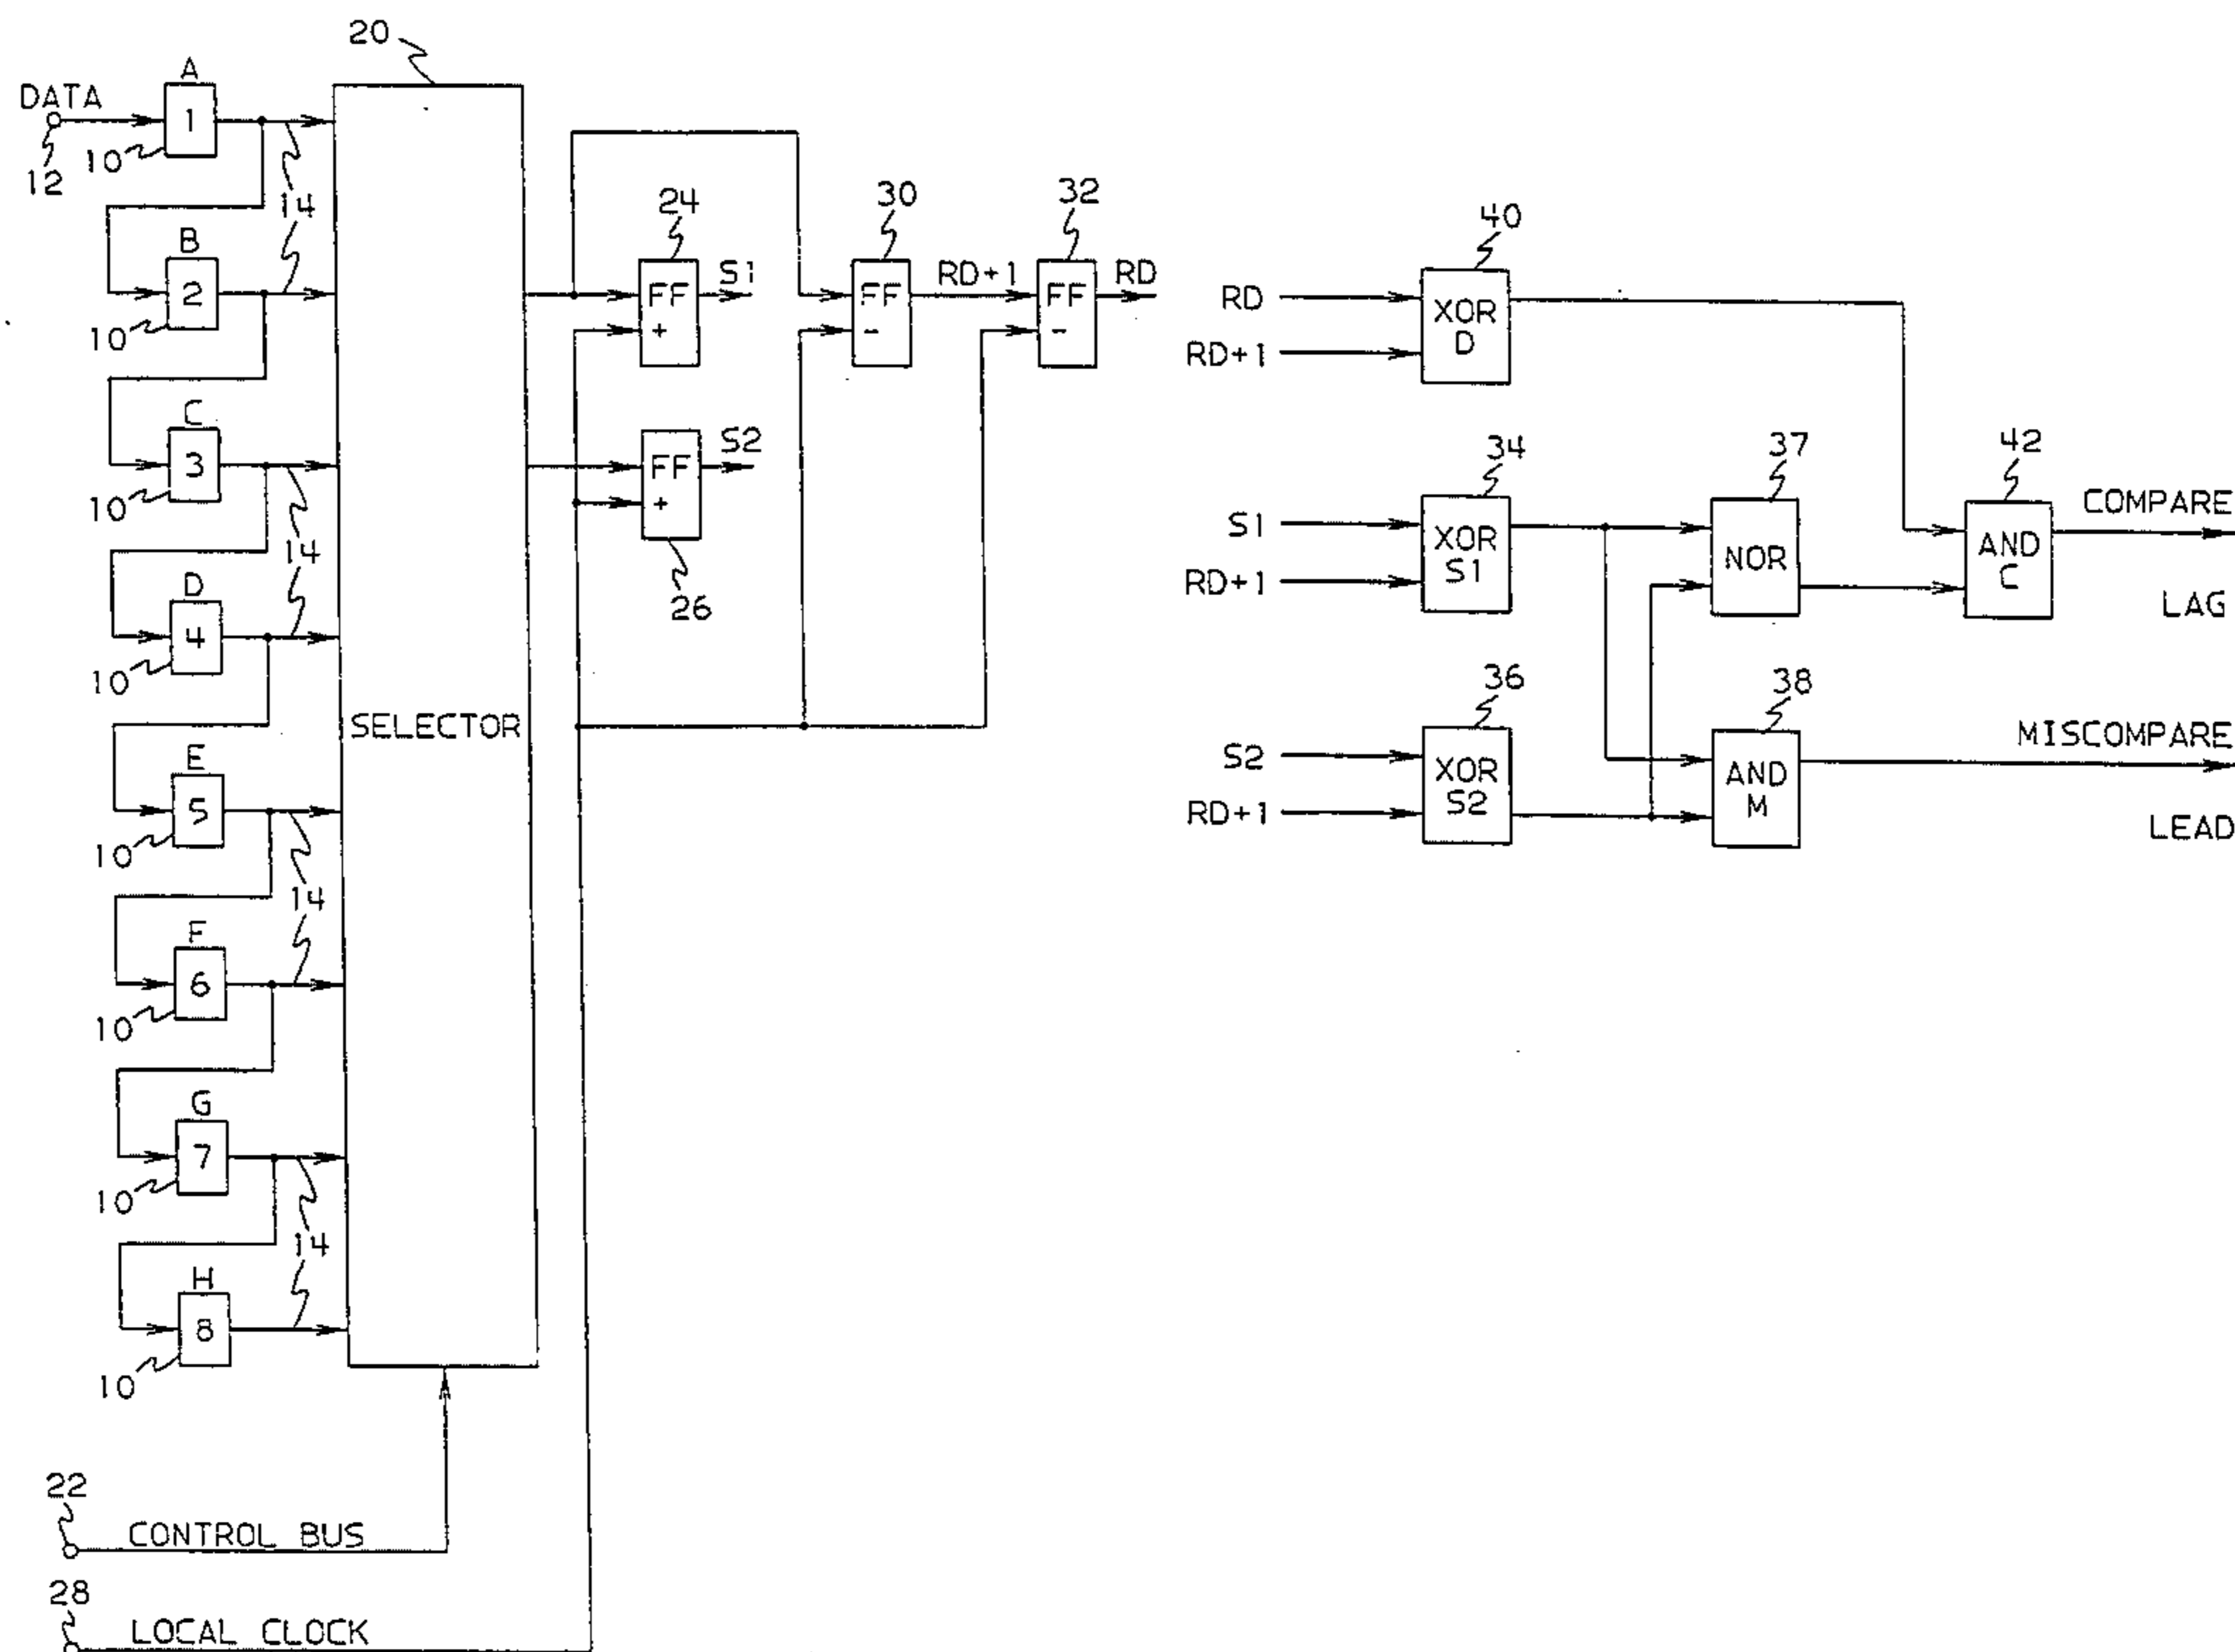 20
A
DATA
1
10
12
14
B
2
10
C
3
10
14
D
4
10
SELECTOR
E
5
10
14
F
6
10
G
7
10
14
H
8
10
22
CONTROL BUS
28
LOCAL CLOCK
24
FF
+
S1
FF
+
S2
26
30
FF
-
RD+1
32
FF
-
RD
40
RD
RD+1
XOR
D
34
S1
RD+1
XOR
S1
37
NOR
42
AND
C
COMPARE
LAG
36
S2
RD+1
XOR
S2
38
AND
M
MISCOMPARE
LEAD